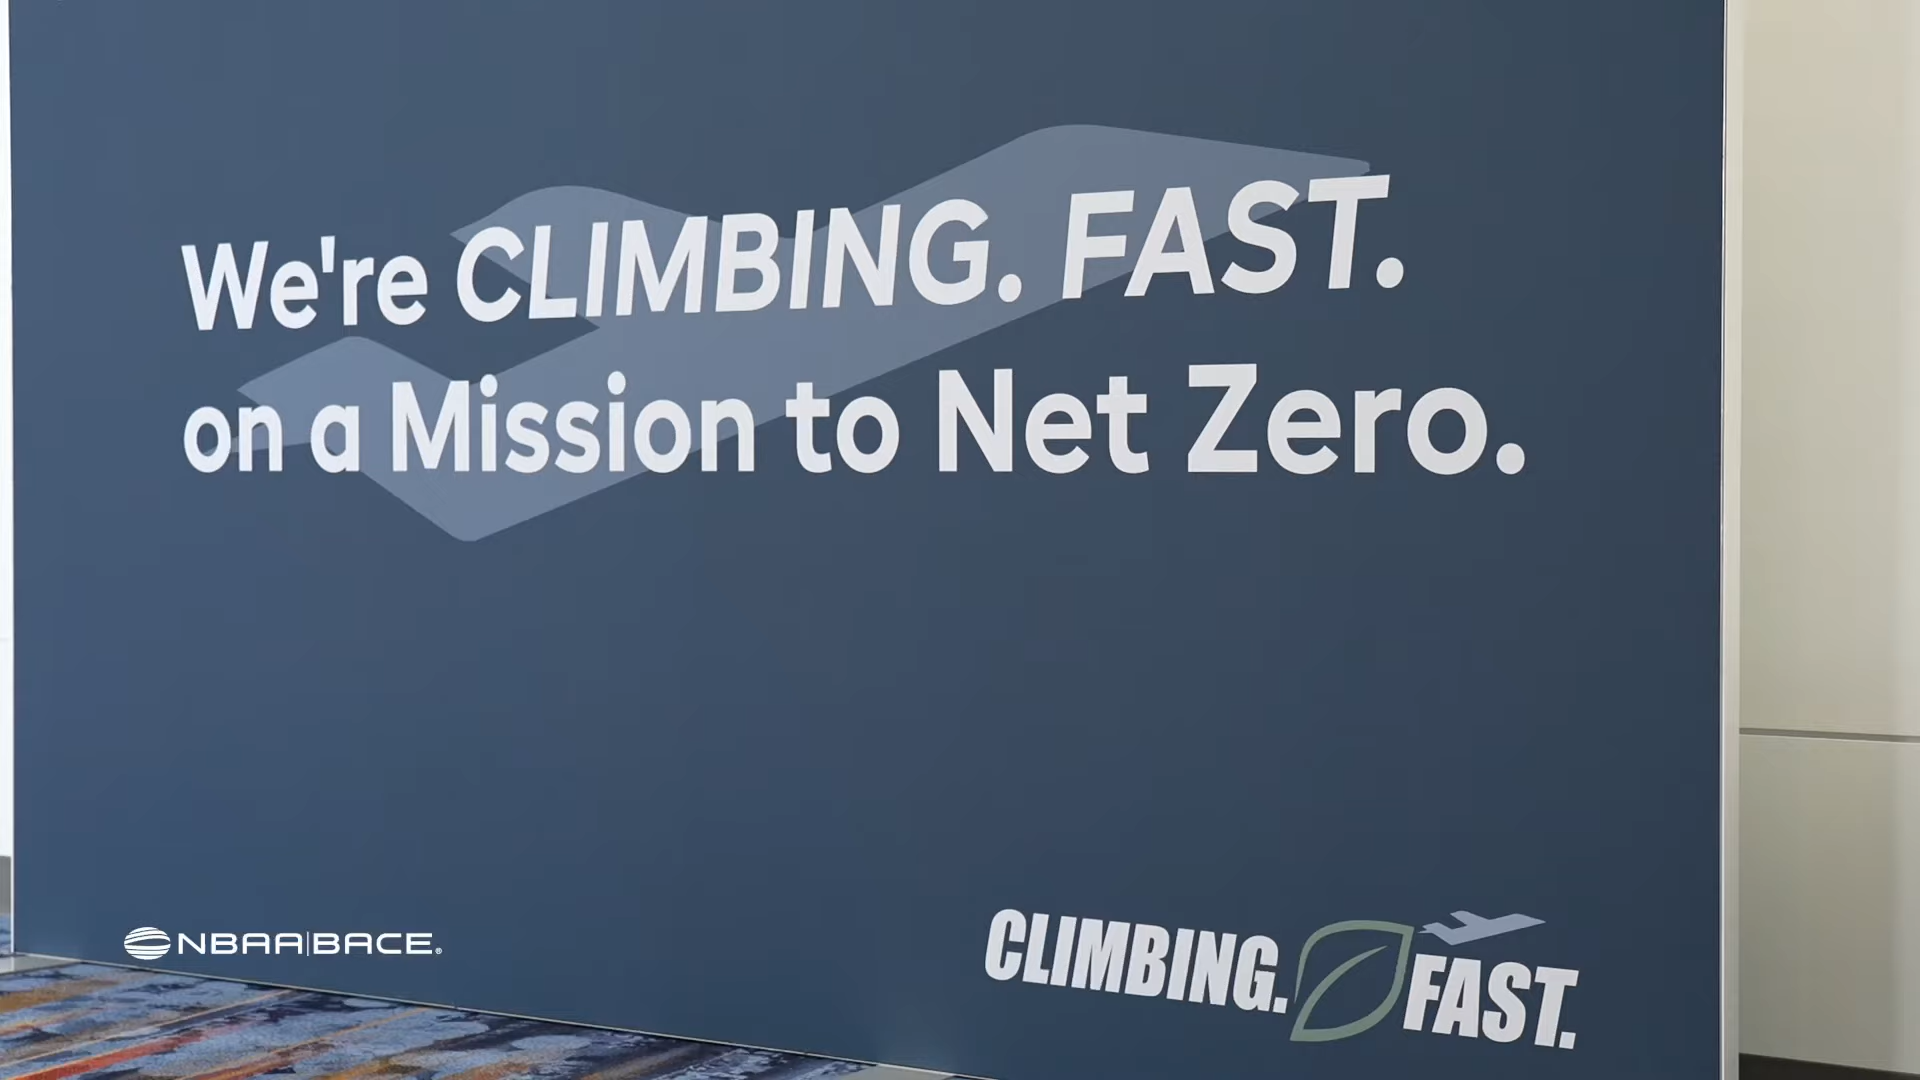 We're CLIMBING. FAST.
on a Mission to Net Zero.
NBAA|BACE®
CLIMBING. FAST.